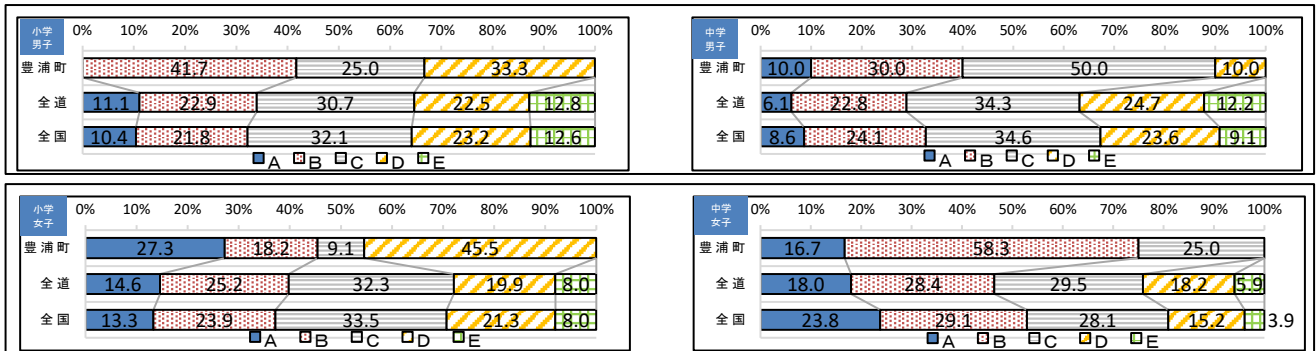 小学
男子
0% 10% 20% 30% 40% 50% 60% 70% 80% 90% 100%
豊浦町 41.7 25.0 33.3
全道 11.1 22.9 30.7 22.5 12.8
全国 10.4 21.8 32.1 23.2 12.6
A B C D E
中学
男子
0% 10% 20% 30% 40% 50% 60% 70% 80% 90% 100%
豊浦町 10.0 30.0 50.0 10.0
全道 6.1 22.8 34.3 24.7 12.2
全国 8.6 24.1 34.6 23.6 9.1
A B C D E
小学
女子
0% 10% 20% 30% 40% 50% 60% 70% 80% 90% 100%
豊浦町 27.3 18.2 9.1 45.5
全道 14.6 25.2 32.3 19.9 8.0
全国 13.3 23.9 33.5 21.3 8.0
A B C D E
中学
女子
0% 10% 20% 30% 40% 50% 60% 70% 80% 90% 100%
豊浦町 16.7 58.3 25.0
全道 18.0 28.4 29.5 18.2 5.9
全国 23.8 29.1 28.1 15.2 3.9
A B C D E